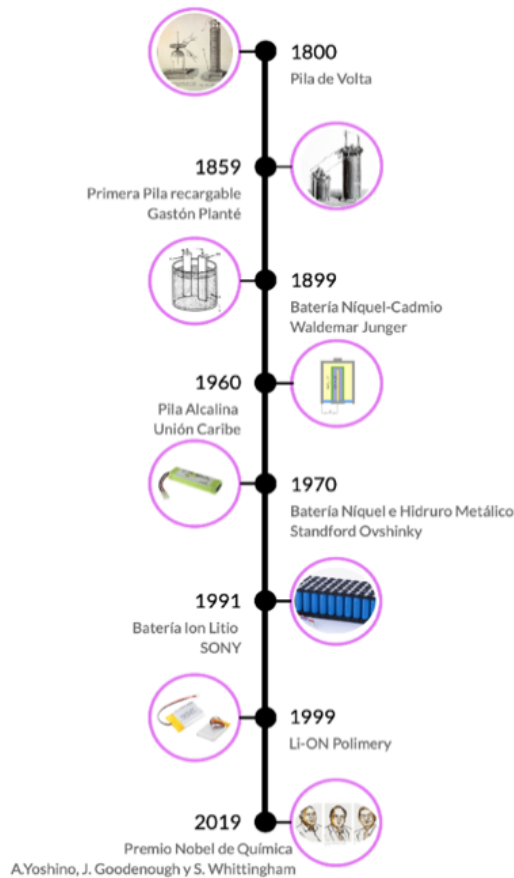 1800
Pila de Volta
1859
Primera Pila recargable
Gastón Planté
1899
Batería Níquel-Cadmio
Waldemar Junger
1960
Pila Alcalina
Unión Caribe
1970
Batería Níquel e Hidruro Metálico
Standford Ovshinky
1991
Batería Ion Litio
SONY
1999
Li-ON Polimery
2019
Premio Nobel de Química
A.Yoshino, J. Goodenough y S. Whittingham